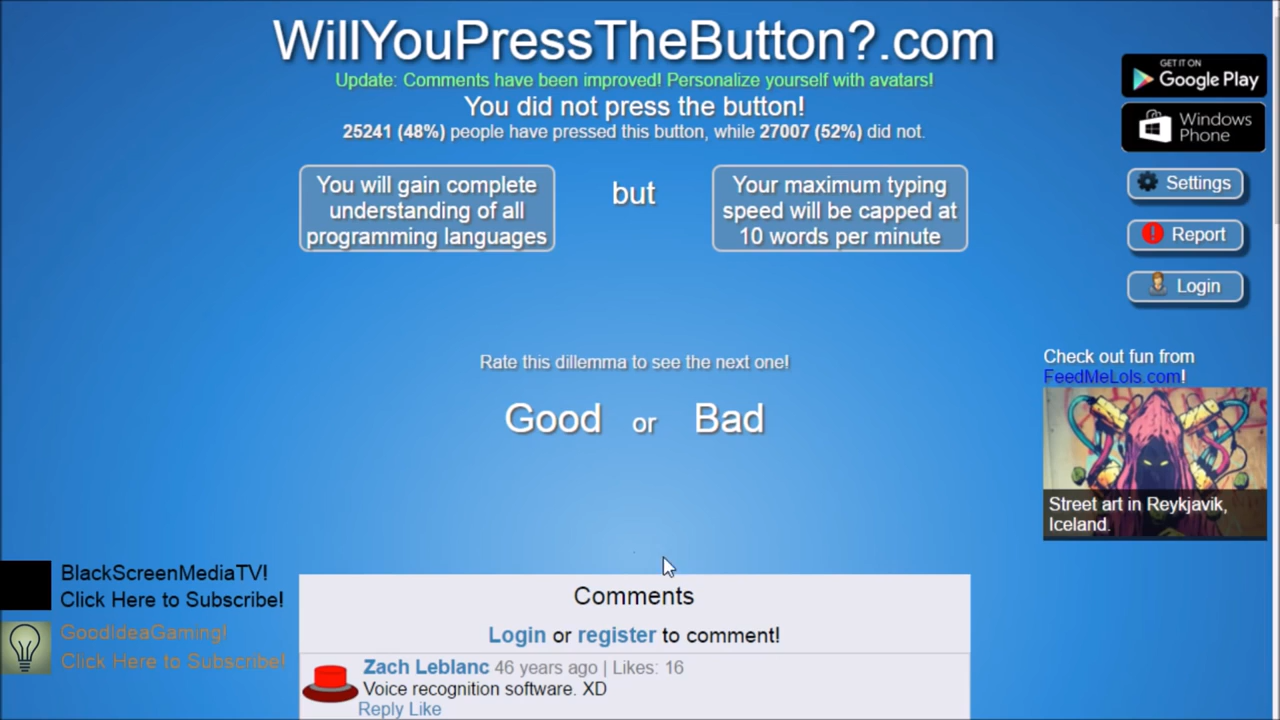 WillYouPressTheButton?.com
Update: Comments have been improved! Personalize yourself with avatars!
You did not press the button!
25241 (48%) people have pressed this button, while 27007 (52%) did not.
GET IT ON
Google Play
Windows
Phone
You will gain complete
understanding of all
programming languages
but
Your maximum typing
speed will be capped at
10 words per minute
Settings
Report
Login
Rate this dillemma to see the next one!
Good or Bad
Check out fun from
FeedMeLols.com!
Street art in Reykjavik,
Iceland.
BlackScreenMediaTV!
Click Here to Subscribe!
GoodIdeaGaming!
Click Here to Subscribe!
Comments
Login or register to comment!
Zach Leblanc 46 years ago | Likes: 16
Voice recognition software. XD
Reply Like